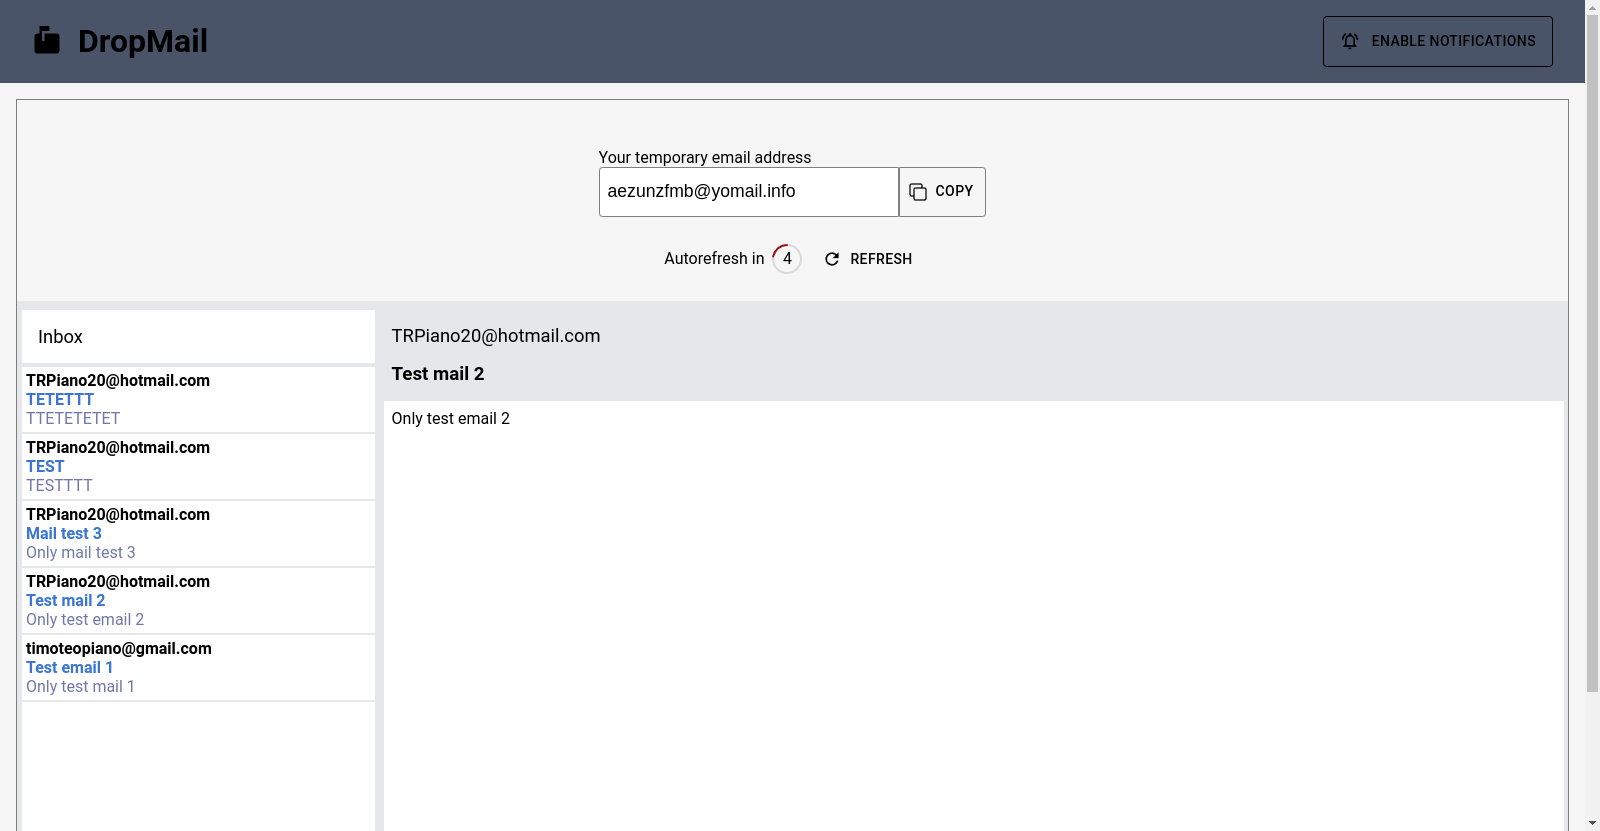 DropMail
ENABLE NOTIFICATIONS
Your temporary email address
aezunzfmb@yomail.info
COPY
Autorefresh in 4 REFRESH
Inbox
TRPiano20@hotmail.com
TETETTT
TTETETETET
TRPiano20@hotmail.com
TEST
TESTTTT
TRPiano20@hotmail.com
Mail test 3
Only mail test 3
TRPiano20@hotmail.com
Test mail 2
Only test email 2
timoteopiano@gmail.com
Test email 1
Only test mail 1
TRPiano20@hotmail.com
Test mail 2
Only test email 2